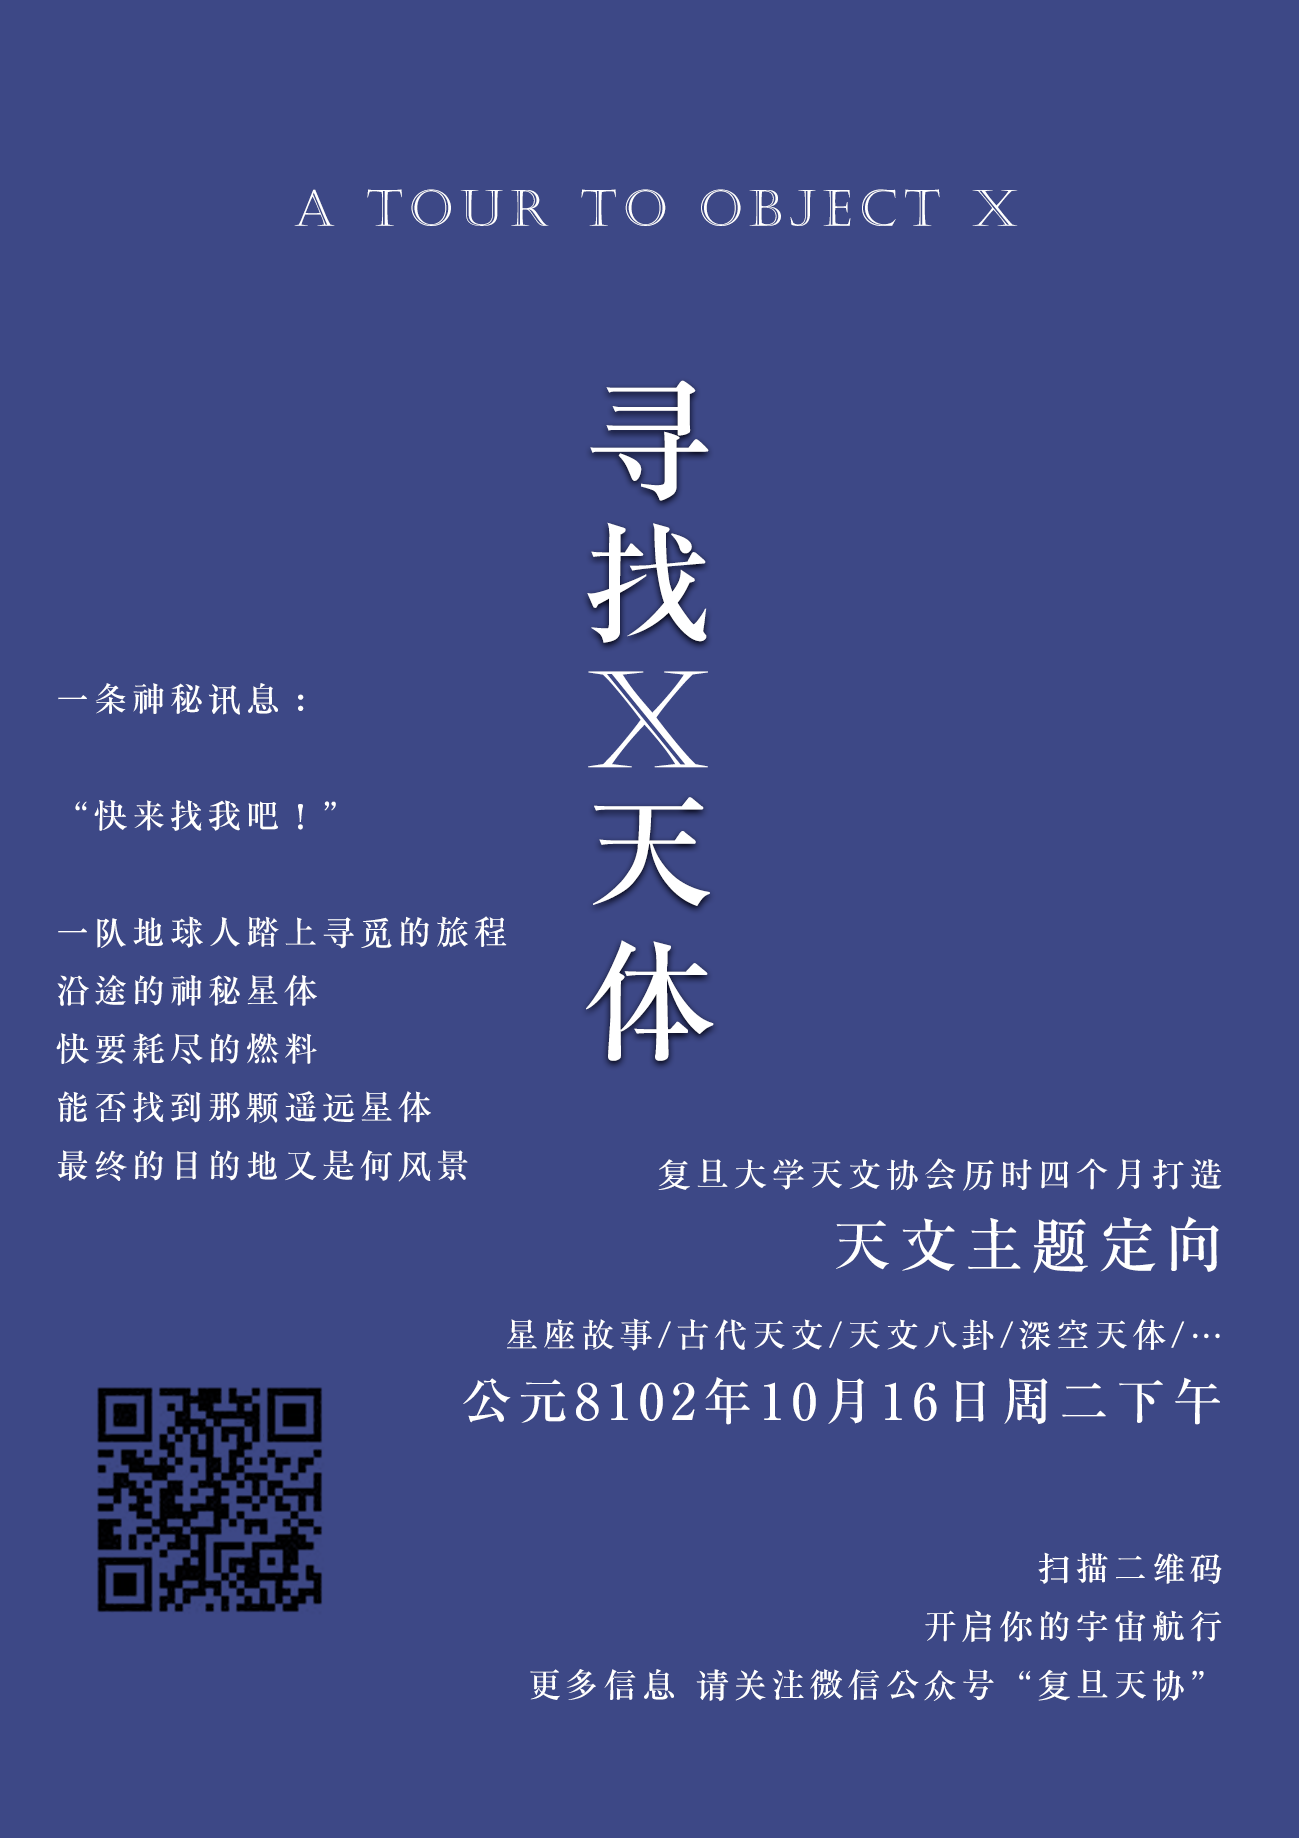 A TOUR TO OBJECT X
寻找X天体
一条神秘讯息：
“快来找我吧！”
一队地球人踏上寻觅的旅程
沿途的神秘星体
快要耗尽的燃料
能否找到那颗遥远星体
最终的目的地又是何风景
复旦大学天文协会历时四个月打造
天文主题定向
星座故事/古代天文/天文八卦/深空天体/…
公元8102年10月16日周二下午
扫描二维码
开启你的宇宙航行
更多信息 请关注微信公众号“复旦天协”